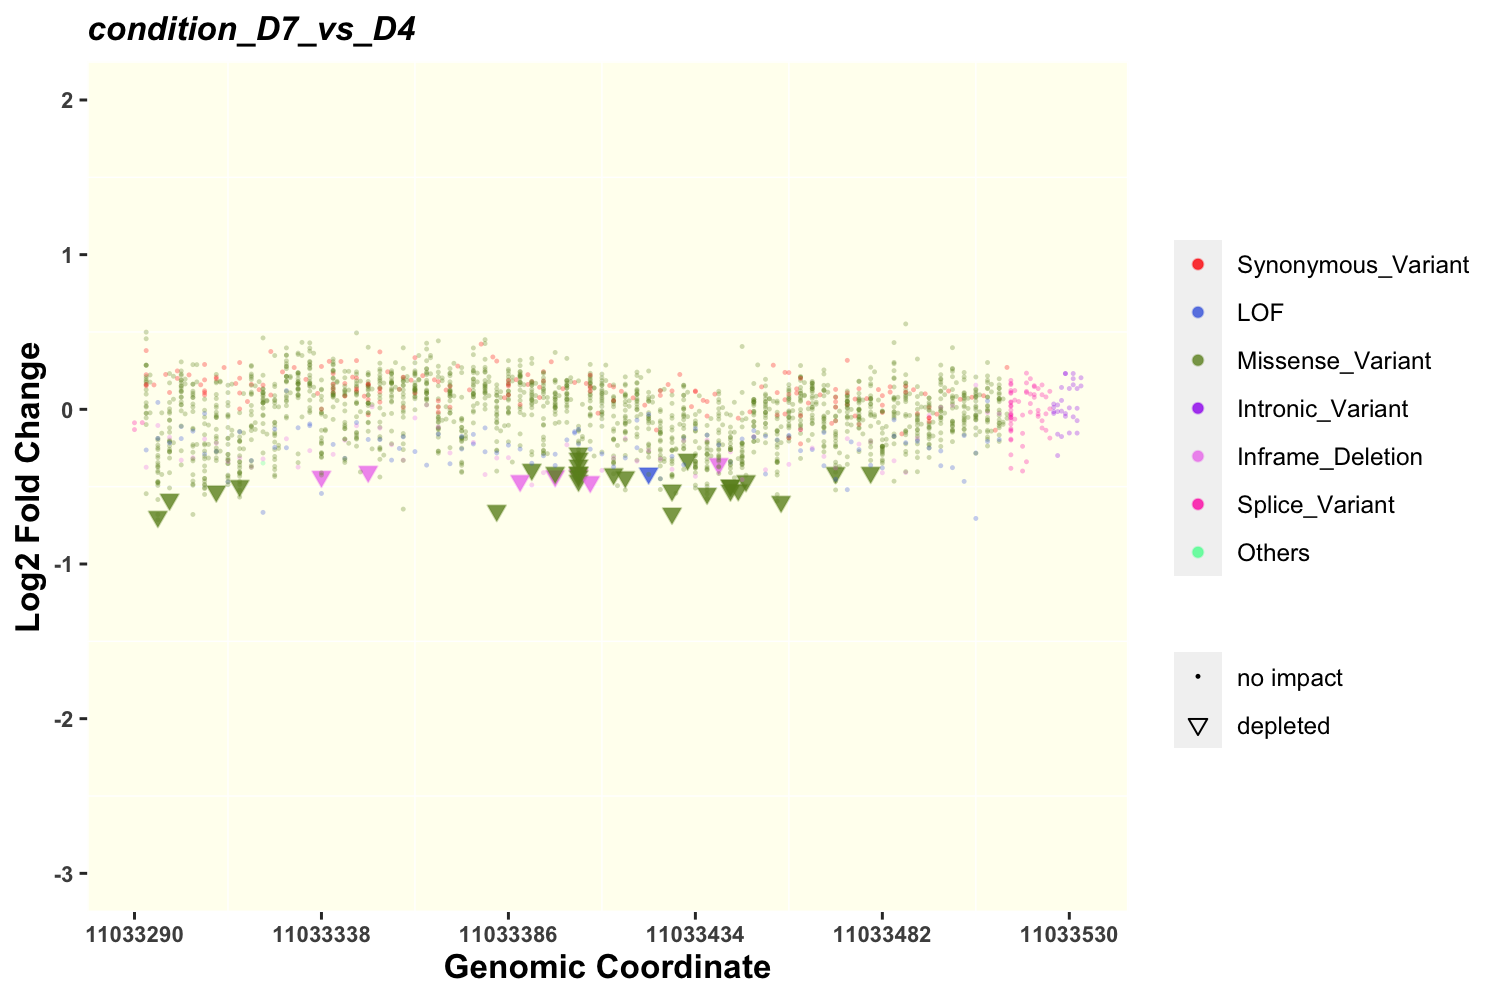 condition_D7_vs_D4
2
1
0
-1
-2
-3
Log2 Fold Change
11033290 11033338 11033386 11033434 11033482 11033530
Genomic Coordinate
Synonymous_Variant
LOF
Missense_Variant
Intronic_Variant
Inframe_Deletion
Splice_Variant
Others
no impact
depleted